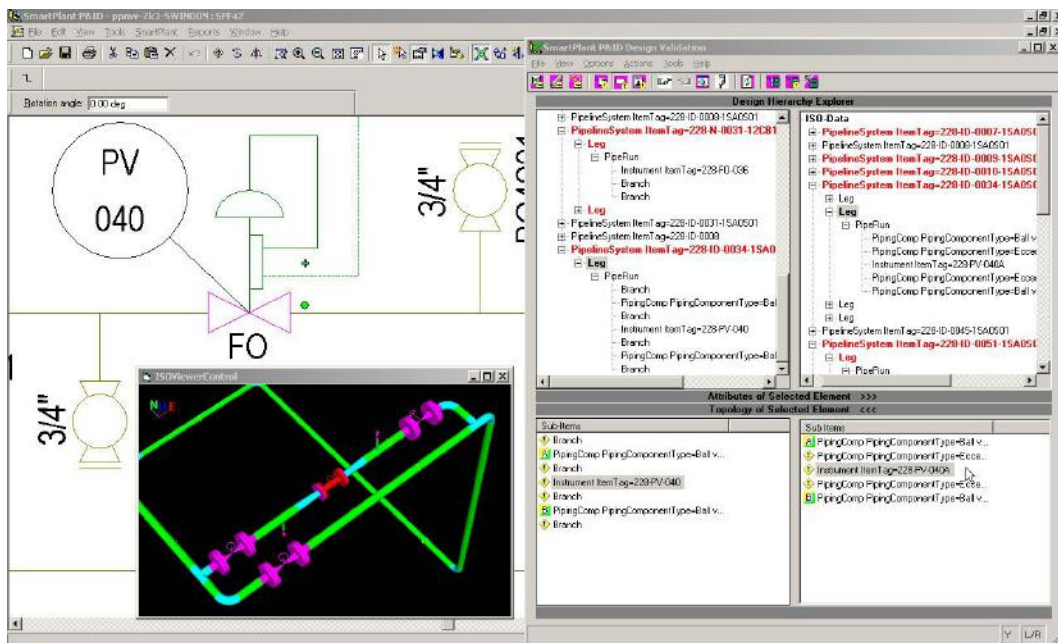 SmartPlant P&ID - ppmv-2k3-SWINDON:SPF42
File Edit View Tools SmartPlant Reports Window Help
Rotation angle: 0.00 deg
PV
040
3/4"
FO
3/4"
ISOViewerControl
N E
SmartPlant P&ID Design Validation
File View Options Actions Tools Help
Design Hierarchy Explorer
PipelineSystem ItemTag=228-ID-0008-1SA0S01
PipelineSystem ItemTag=228-N-0031-12CB1
Leg
PipeRun
Instrument ItemTag=228-FO-036
Branch
Branch
Leg
PipelineSystem ItemTag=228-ID-0031-1SA0S01
PipelineSystem ItemTag=228-ID-0008
PipelineSystem ItemTag=228-ID-0034-1SA0
Leg
PipeRun
Branch
PipingComp PipingComponentType=Bal
Branch
Instrument ItemTag=228-PV-040
Branch
PipingComp PipingComponentType=Bal
Branch
ISO-Data
PipelineSystem ItemTag=228-ID-0007-1SA0S0
PipelineSystem ItemTag=228-ID-0008-1SA0S01
PipelineSystem ItemTag=228-ID-0009-1SA0S0
PipelineSystem ItemTag=228-ID-0010-1SA0S0
PipelineSystem ItemTag=228-ID-0034-1SA0S0
Leg
Leg
PipeRun
PipingComp PipingComponentType=Ball v
PipingComp PipingComponentType=Eccer
Instrument ItemTag=228-PV-040A
PipingComp PipingComponentType=Eccer
PipingComp PipingComponentType=Ball v
Leg
Leg
PipelineSystem ItemTag=228-ID-0045-1SA0S01
PipelineSystem ItemTag=228-ID-0051-1SA0S0
Leg
PipeRun
Attributes of Selected Element >>>
Topology of Selected Element <<<
Sub-Items
Branch
A PipingComp PipingComponentType=Ball v...
Branch
Instrument ItemTag=228-PV-040
Branch
B PipingComp PipingComponentType=Ball v...
Branch
Sub-Items
A PipingComp PipingComponentType=Ball v...
PipingComp PipingComponentType=Ecce...
Instrument ItemTag=228-PV-040A
PipingComp PipingComponentType=Ecce...
B PipingComp PipingComponentType=Ball v...
Y L/R